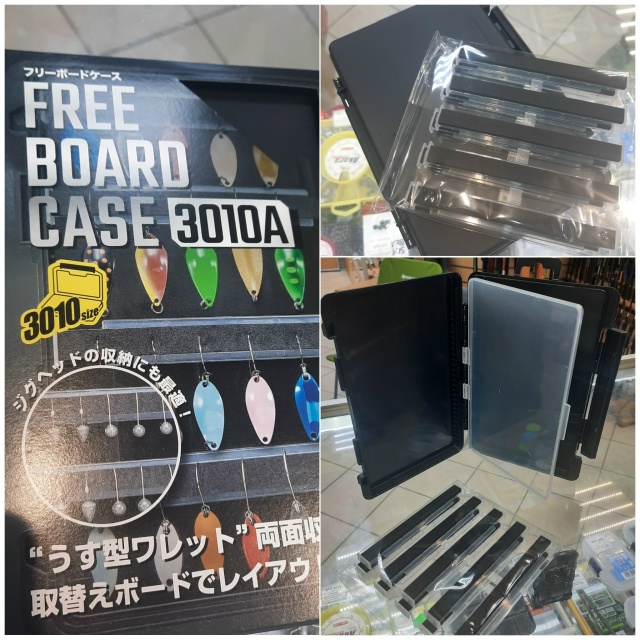 フリーボードケース
FREE
BOARD
CASE 3010A
3010 size
ジグヘッドの収納にも最適！
“うす型ワレット”両面収
取替えボードでレイアウ